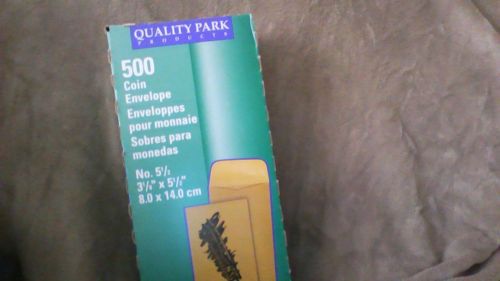 QUALITY PARK
PRODUCTS
500
Coin
Envelope
Enveloppes
pour monnaie
Sobres para
monedas
No. 5½
3⅛" x 5½"
8.0 x 14.0 cm